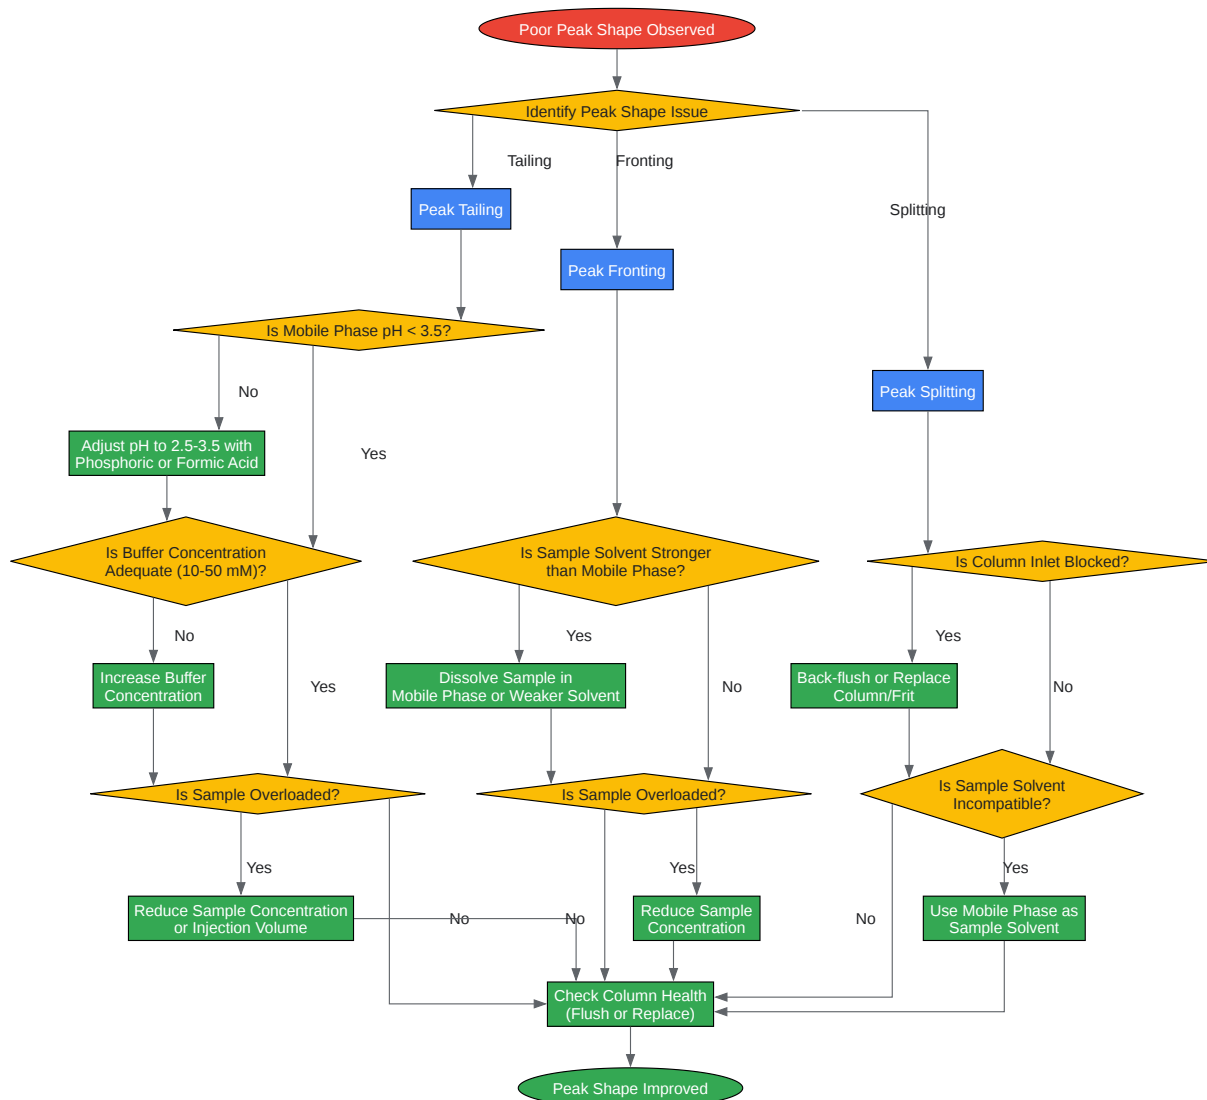 Poor Peak Shape Observed
Identify Peak Shape Issue
Tailing
Fronting
Splitting
Peak Tailing
Peak Fronting
Is Mobile Phase pH < 3.5?
Peak Splitting
No
Yes
Adjust pH to 2.5-3.5 with
Phosphoric or Formic Acid
Is Buffer Concentration
Adequate (10-50 mM)?
Is Sample Solvent Stronger
than Mobile Phase?
Is Column Inlet Blocked?
No
Yes
Yes
No
Yes
No
Increase Buffer
Concentration
Dissolve Sample in
Mobile Phase or Weaker Solvent
Back-flush or Replace
Column/Frit
Is Sample Overloaded?
Is Sample Overloaded?
Is Sample Solvent
Incompatible?
Yes
No
No
Yes
No
Yes
Reduce Sample Concentration
or Injection Volume
Reduce Sample
Concentration
Use Mobile Phase as
Sample Solvent
Check Column Health
(Flush or Replace)
Peak Shape Improved